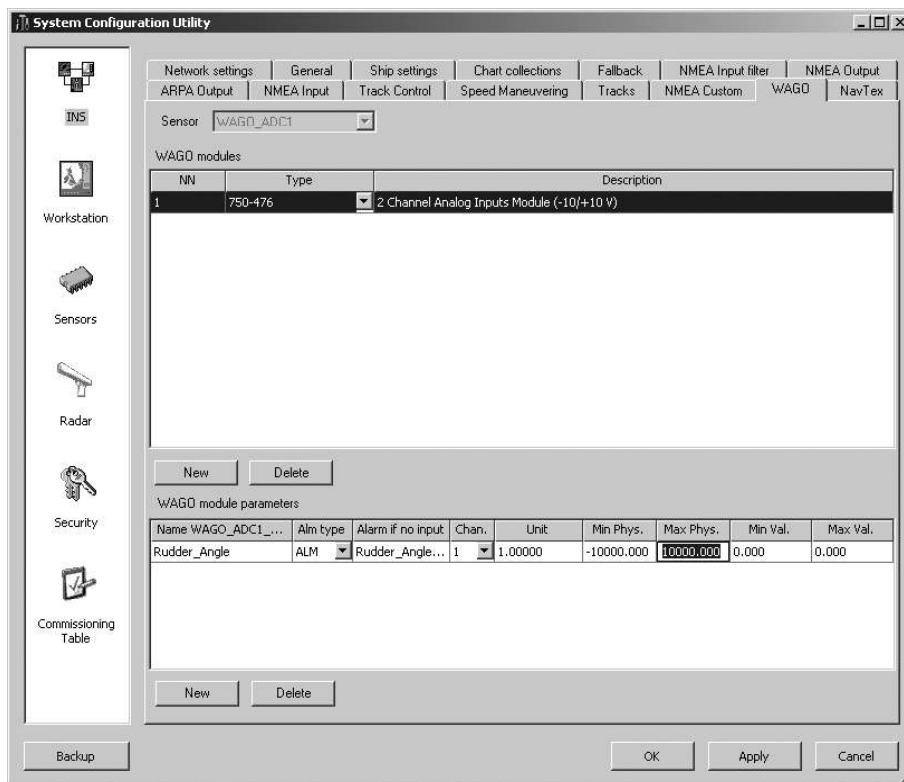 System Configuration Utility
INS
Workstation
Sensors
Radar
Security
Commissioning
Table
Network settings General Ship settings Chart collections Fallback NMEA Input filter NMEA Output
ARPA Output NMEA Input Track Control Speed Maneuvering Tracks NMEA Custom WAGO NavTex
Sensor WAGO_ADC1
WAGO modules
NN Type Description
1 750-476 2 Channel Analog Inputs Module (-10/+10 V)
New Delete
WAGO module parameters
Name WAGO_ADC1_... Alm type Alarm if no input Chan. Unit Min Phys. Max Phys. Min Val. Max Val.
Rudder_Angle ALM Rudder_Angle... 1 1.00000 -10000.000 10000.000 0.000 0.000
New Delete
Backup OK Apply Cancel